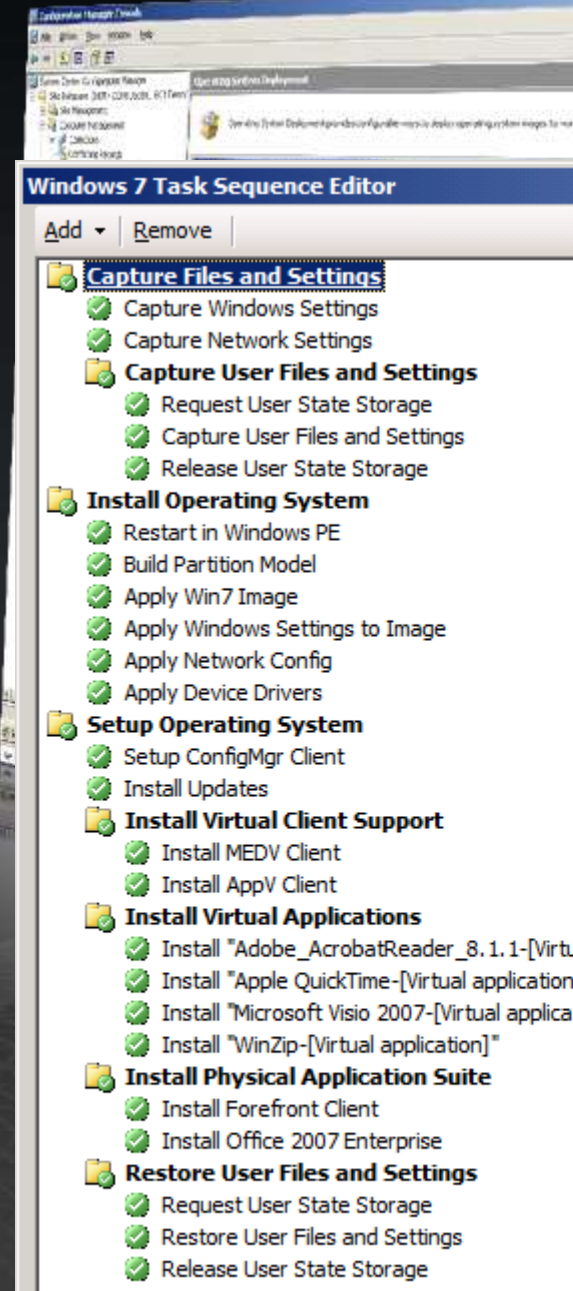 Configuration Manager Console
Operating System Deployment
Windows 7 Task Sequence Editor
Add Remove
Capture Files and Settings
Capture Windows Settings
Capture Network Settings
Capture User Files and Settings
Request User State Storage
Capture User Files and Settings
Release User State Storage
Install Operating System
Restart in Windows PE
Build Partition Model
Apply Win7 Image
Apply Windows Settings to Image
Apply Network Config
Apply Device Drivers
Setup Operating System
Setup ConfigMgr Client
Install Updates
Install Virtual Client Support
Install MEDV Client
Install AppV Client
Install Virtual Applications
Install "Adobe_AcrobatReader_8.1.1-[Virtu
Install "Apple QuickTime-[Virtual application
Install "Microsoft Visio 2007-[Virtual applica
Install "WinZip-[Virtual application]"
Install Physical Application Suite
Install Forefront Client
Install Office 2007 Enterprise
Restore User Files and Settings
Request User State Storage
Restore User Files and Settings
Release User State Storage